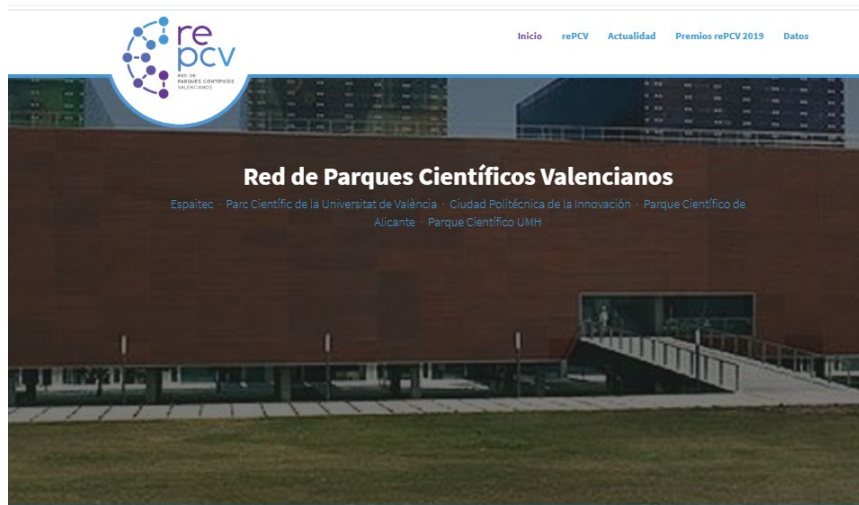 re
pcv
RED DE
PARQUES CIENTÍFICOS
VALENCIANOS
Inicio rePCV Actualidad Premios rePCV 2019 Datos
Red de Parques Científicos Valencianos
Espaitec · Parc Científic de la Universitat de València · Ciudad Politécnica de la Innovación · Parque Científico de
Alicante · Parque Científico UMH